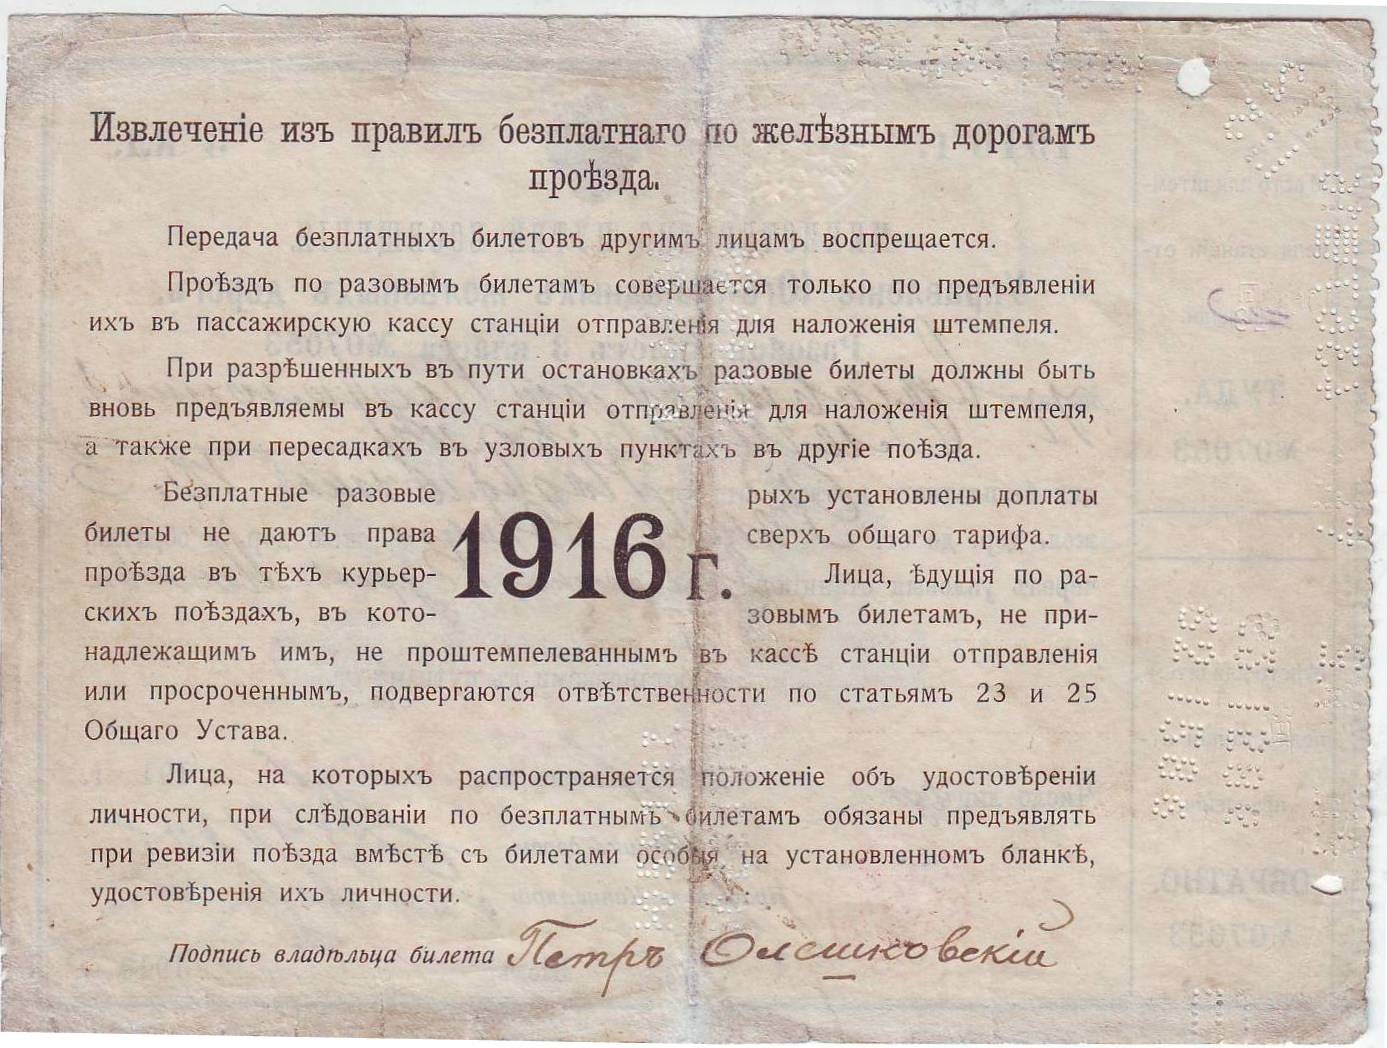 Извлеченіе изъ правилъ безплатнаго по желѣзнымъ дорогамъ
проѣзда.
Передача безплатныхъ билетовъ другимъ лицамъ воспрещается.
Проѣздъ по разовымъ билетамъ совершается только по предъявленіи
ихъ въ пассажирскую кассу станціи отправленія для наложенія штемпеля.
При разрѣшенныхъ въ пути остановкахъ разовые билеты должны быть
вновь предъявляемы въ кассу станціи отправленія для наложенія штемпеля,
а также при пересадкахъ въ узловыхъ пунктахъ въ другіе поѣзда.
Безплатные разовые
билеты не даютъ права
проѣзда въ тѣхъ курьер-
скихъ поѣздахъ, въ кото-
1916 г.
рыхъ установлены доплаты
сверхъ общаго тарифа.
Лица, ѣдущія по ра-
зовымъ билетамъ, не при-
надлежащимъ имъ, не проштемпелеваннымъ въ кассѣ станціи отправленія
или просроченнымъ, подвергаются отвѣтственности по статьямъ 23 и 25
Общаго Устава.
Лица, на которыхъ распространяется положеніе объ удостовѣреніи
личности, при слѣдованіи по безплатнымъ билетамъ обязаны предъявлять
при ревизіи поѣзда вмѣстѣ съ билетами особыя на установленномъ бланкѣ,
удостовѣренія ихъ личности.
Подпись владѣльца билета Петръ Олешковскій